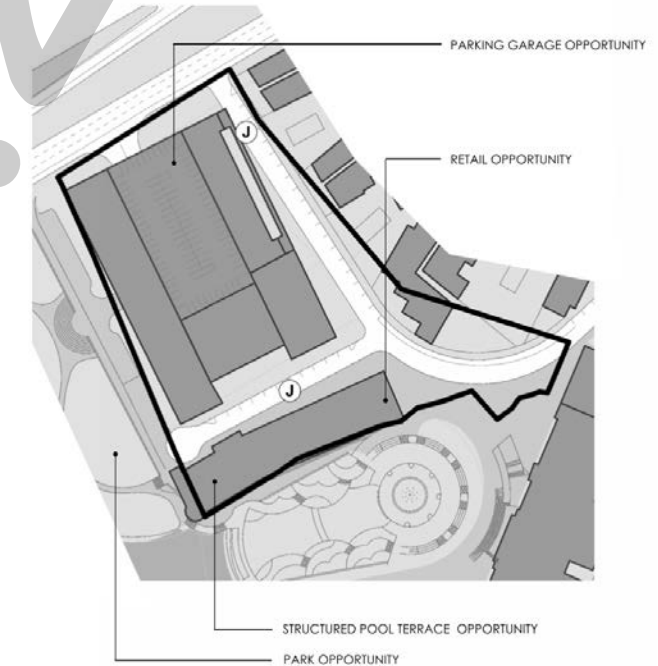 PARKING GARAGE OPPORTUNITY
J
RETAIL OPPORTUNITY
J
STRUCTURED POOL TERRACE OPPORTUNITY
PARK OPPORTUNITY